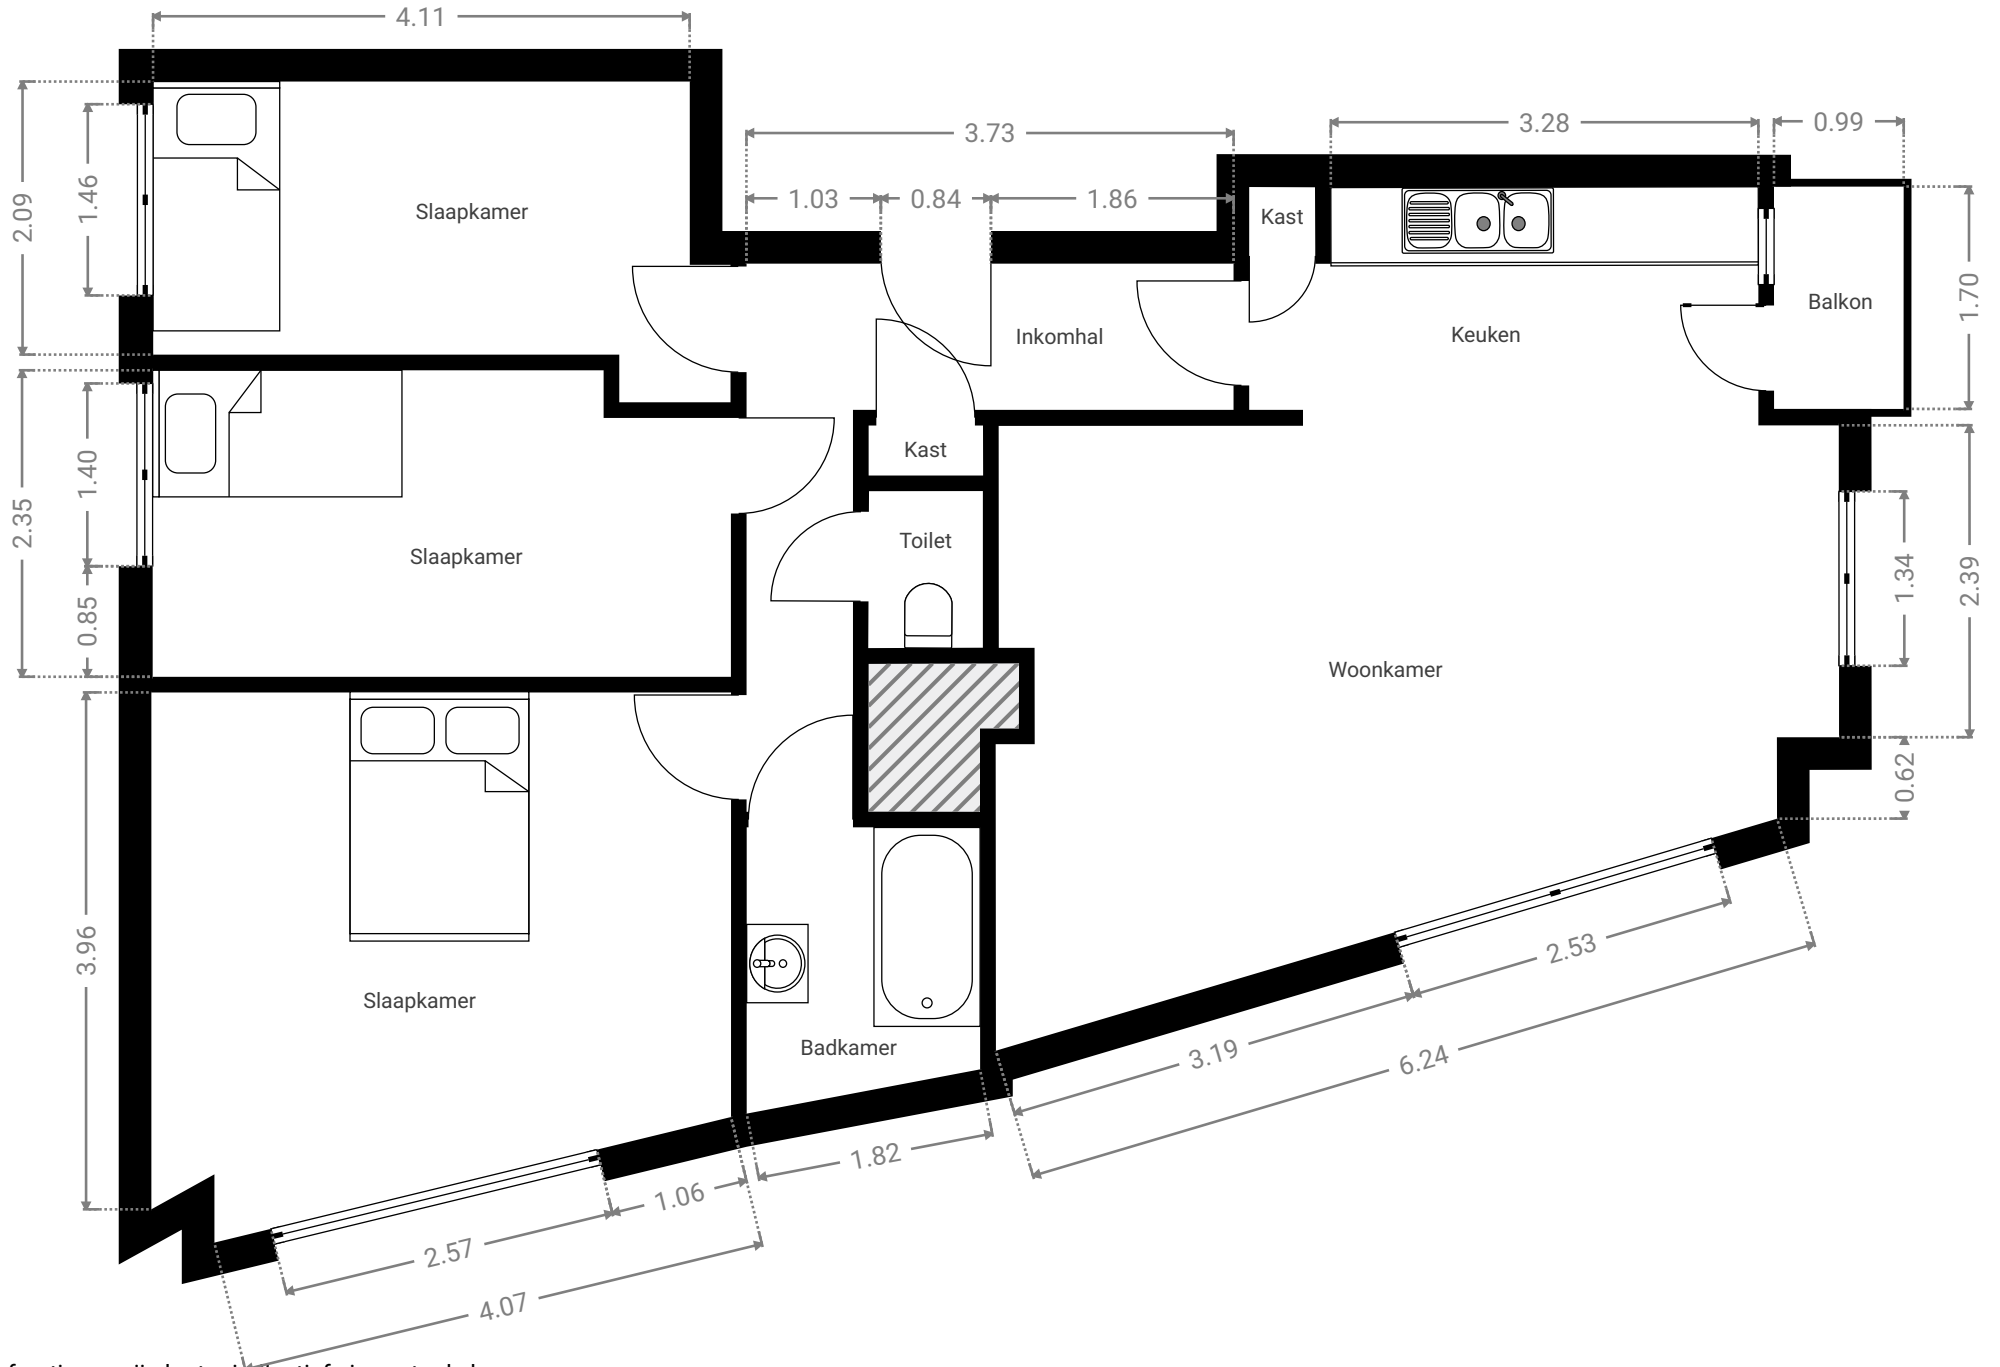 4.11
3.73
3.28
0.99
1.03
0.84
1.86
2.09
1.46
Slaapkamer
Kast
1.70
Balkon
Inkomhal
Keuken
2.35
1.40
0.85
Kast
Slaapkamer
Toilet
1.34
2.39
Woonkamer
0.62
3.96
Slaapkamer
Badkamer
2.53
3.19
6.24
1.82
1.06
2.57
4.07